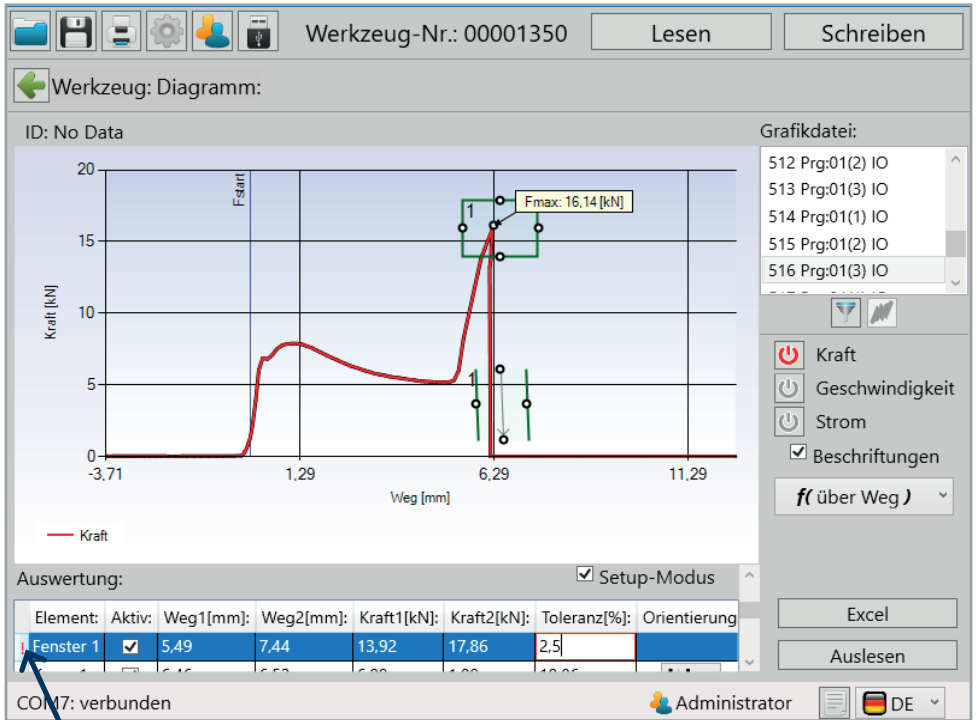 Werkzeug-Nr.: 00001350
Lesen
Schreiben
Werkzeug: Diagramm:
ID: No Data
Grafikdatei:
512 Prg:01(2) IO
513 Prg:01(3) IO
514 Prg:01(1) IO
515 Prg:01(2) IO
516 Prg:01(3) IO
20
15
10
5
0
Kraft [kN]
Fstart
1
Fmax: 16,14 [kN]
1
-3,71
1,29
6,29
11,29
Weg [mm]
Kraft
Kraft
Geschwindigkeit
Strom
Beschriftungen
f( über Weg )
Auswertung:
Setup-Modus
Element: Aktiv: Weg1[mm]: Weg2[mm]: Kraft1[kN]: Kraft2[kN]: Toleranz[%]: Orientierung
! Fenster 1 5,49 7,44 13,92 17,86 2,5
Excel
Auslesen
COM7: verbunden
Administrator
DE